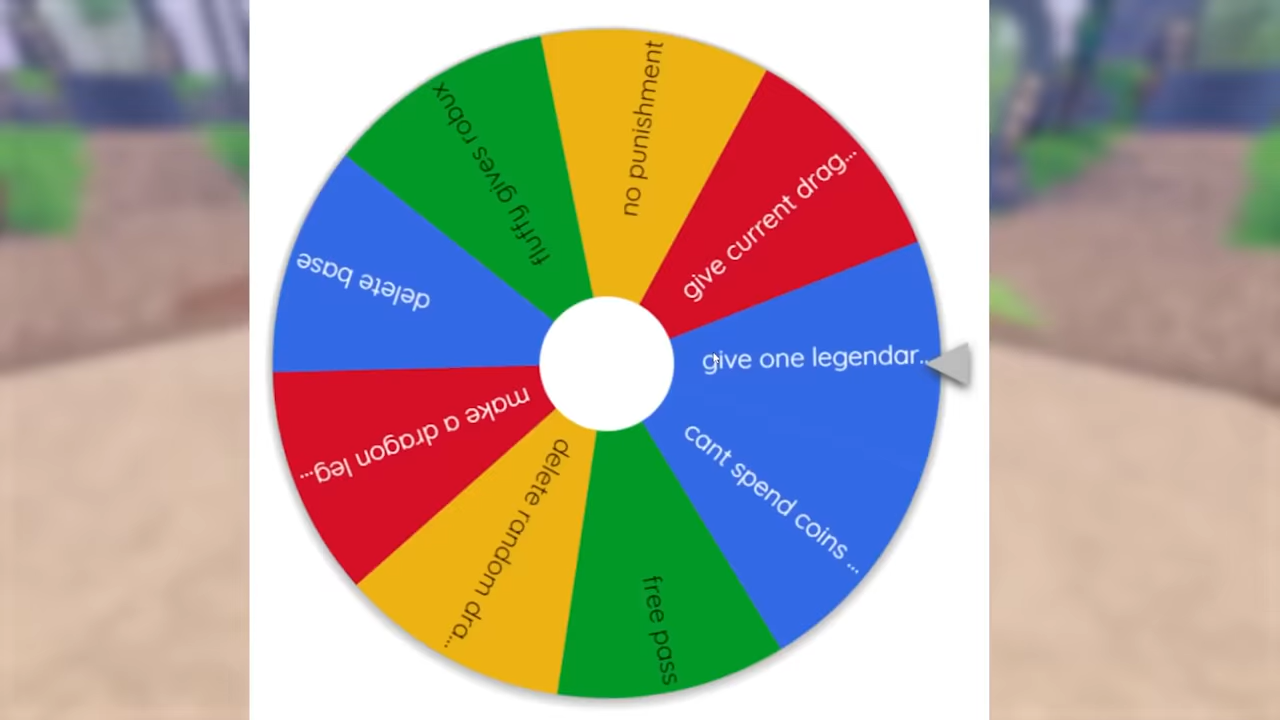 no punishment
give current drag...
give one legendar...
cant spend coins ...
free pass
delete random dra...
make a dragon leg...
delete base
fluffy gives robux